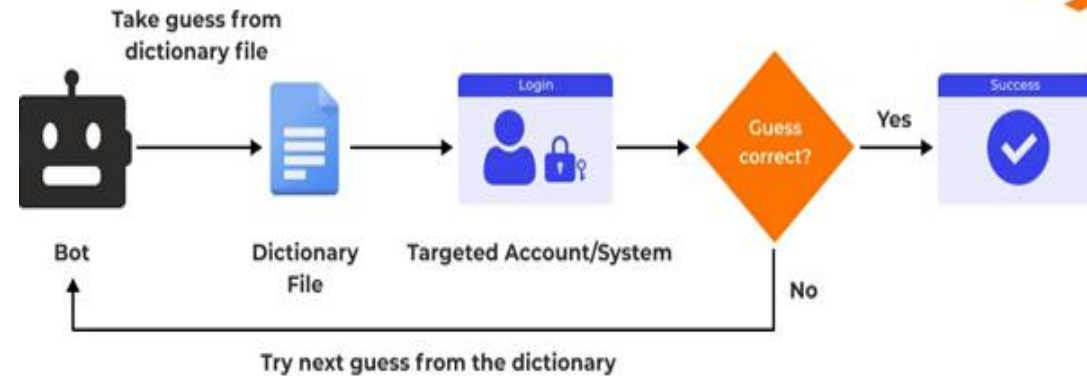 Take guess from
dictionary file
Login
Success
Guess
correct?
Yes
Bot
Dictionary
File
Targeted Account/System
No
Try next guess from the dictionary